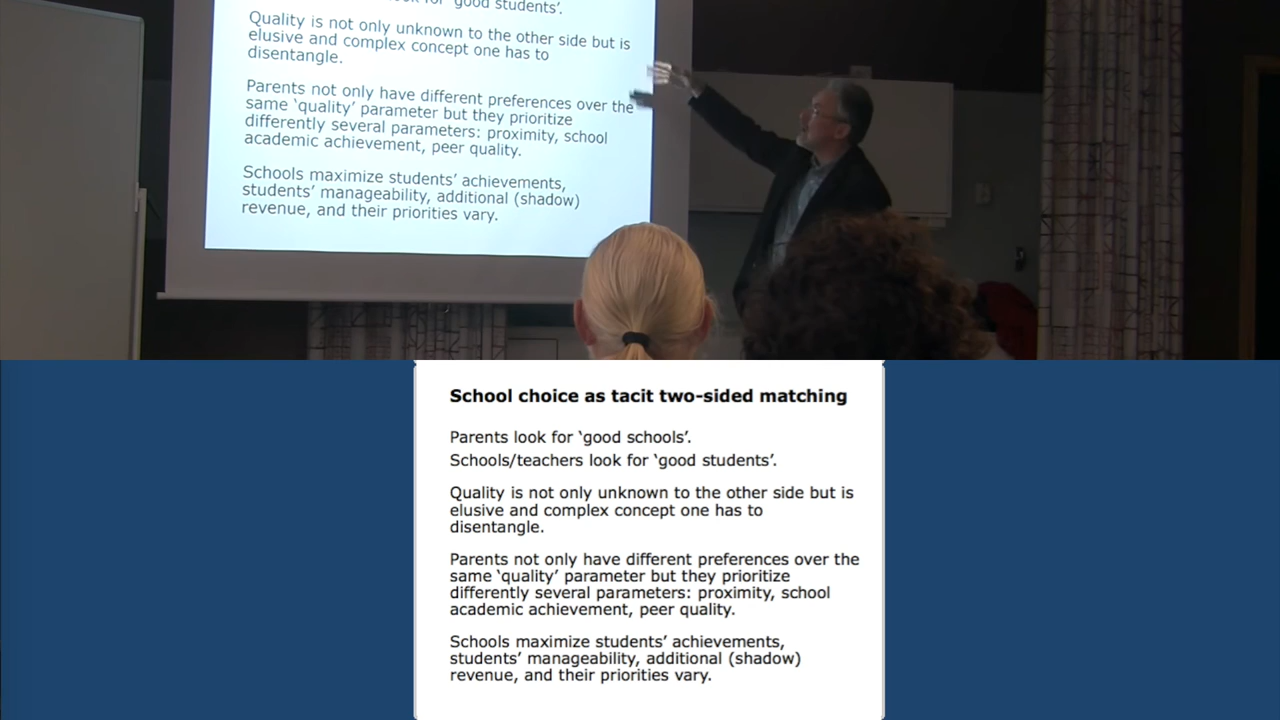 look for 'good students'.
Quality is not only unknown to the other side but is
elusive and complex concept one has to
disentangle.
Parents not only have different preferences over the
same ‘quality’ parameter but they prioritize
differently several parameters: proximity, school
academic achievement, peer quality.
Schools maximize students’ achievements,
students’ manageability, additional (shadow)
revenue, and their priorities vary.
School choice as tacit two-sided matching
Parents look for ‘good schools’.
Schools/teachers look for ‘good students’.
Quality is not only unknown to the other side but is
elusive and complex concept one has to
disentangle.
Parents not only have different preferences over the
same ‘quality’ parameter but they prioritize
differently several parameters: proximity, school
academic achievement, peer quality.
Schools maximize students’ achievements,
students’ manageability, additional (shadow)
revenue, and their priorities vary.